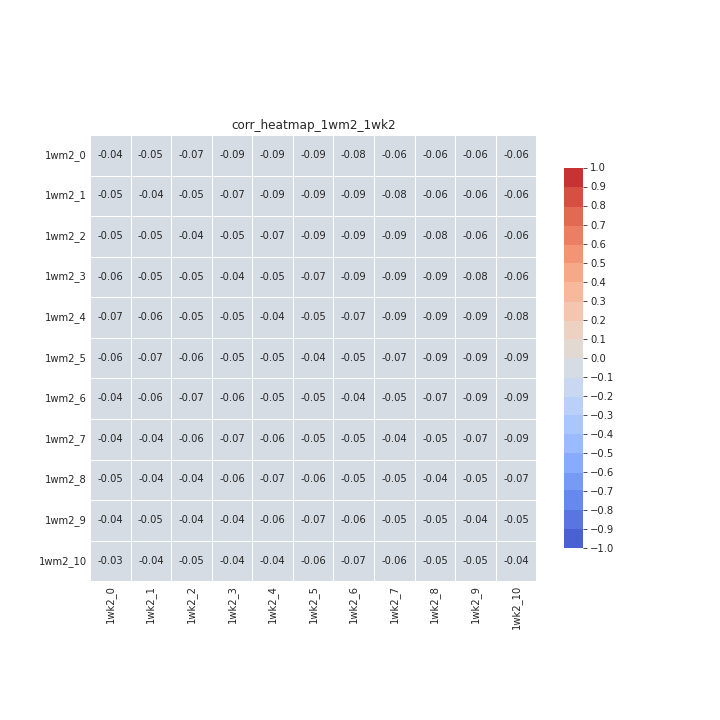 corr_heatmap_1wm2_1wk2
1wm2_0 -0.04 -0.05 -0.07 -0.09 -0.09 -0.09 -0.08 -0.06 -0.06 -0.06 -0.06
1wm2_1 -0.05 -0.04 -0.05 -0.07 -0.09 -0.09 -0.09 -0.08 -0.06 -0.06 -0.06
1wm2_2 -0.05 -0.05 -0.04 -0.05 -0.07 -0.09 -0.09 -0.09 -0.08 -0.06 -0.06
1wm2_3 -0.06 -0.05 -0.05 -0.04 -0.05 -0.07 -0.09 -0.09 -0.09 -0.08 -0.06
1wm2_4 -0.07 -0.06 -0.05 -0.05 -0.04 -0.05 -0.07 -0.09 -0.09 -0.09 -0.08
1wm2_5 -0.06 -0.07 -0.06 -0.05 -0.05 -0.04 -0.05 -0.07 -0.09 -0.09 -0.09
1wm2_6 -0.04 -0.06 -0.07 -0.06 -0.05 -0.05 -0.04 -0.05 -0.07 -0.09 -0.09
1wm2_7 -0.04 -0.04 -0.06 -0.07 -0.06 -0.05 -0.05 -0.04 -0.05 -0.07 -0.09
1wm2_8 -0.05 -0.04 -0.04 -0.06 -0.07 -0.06 -0.05 -0.05 -0.04 -0.05 -0.07
1wm2_9 -0.04 -0.05 -0.04 -0.04 -0.06 -0.07 -0.06 -0.05 -0.05 -0.04 -0.05
1wm2_10 -0.03 -0.04 -0.05 -0.04 -0.04 -0.06 -0.07 -0.06 -0.05 -0.05 -0.04
1wk2_0 1wk2_1 1wk2_2 1wk2_3 1wk2_4 1wk2_5 1wk2_6 1wk2_7 1wk2_8 1wk2_9 1wk2_10
1.0
0.9
0.8
0.7
0.6
0.5
0.4
0.3
0.2
0.1
0.0
−0.1
−0.2
−0.3
−0.4
−0.5
−0.6
−0.7
−0.8
−0.9
−1.0